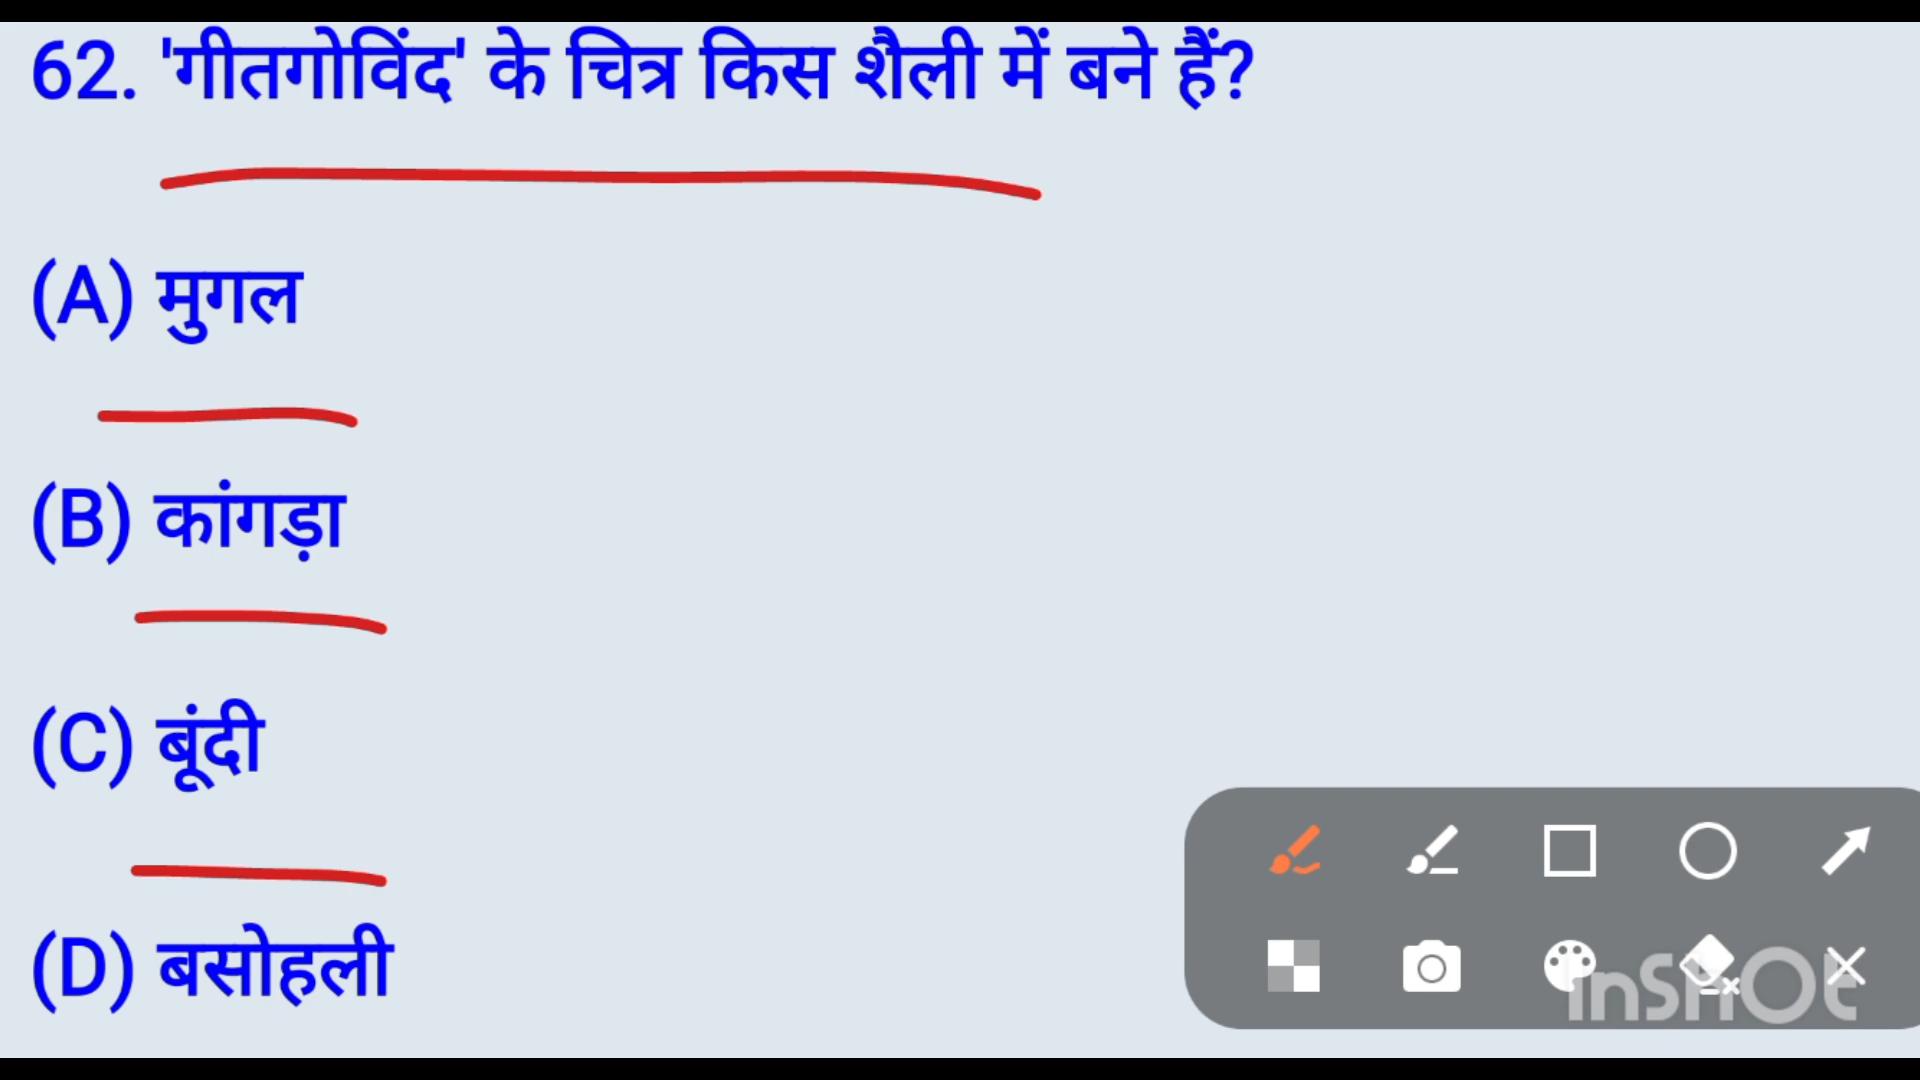 62. 'गीतगोविंद' के चित्र किस शैली में बने हैं?
(A) मुगल
(B) कांगड़ा
(C) बूंदी
(D) बसोहली
InShOt